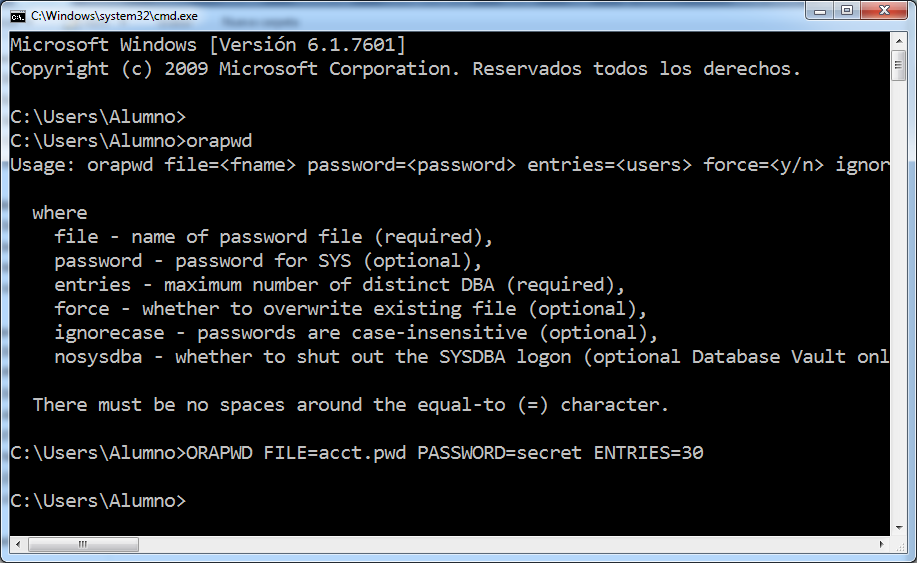 C:\Windows\system32\cmd.exe
Microsoft Windows [Versión 6.1.7601]
Copyright (c) 2009 Microsoft Corporation. Reservados todos los derechos.
C:\Users\Alumno>
C:\Users\Alumno>orapwd
Usage: orapwd file=<fname> password=<password> entries=<users> force=<y/n> ignor
where
file - name of password file (required),
password - password for SYS (optional),
entries - maximum number of distinct DBA (required),
force - whether to overwrite existing file (optional),
ignorecase - passwords are case-insensitive (optional),
nosysdba - whether to shut out the SYSDBA logon (optional Database Vault onl
There must be no spaces around the equal-to (=) character.
C:\Users\Alumno>ORAPWD FILE=acct.pwd PASSWORD=secret ENTRIES=30
C:\Users\Alumno>